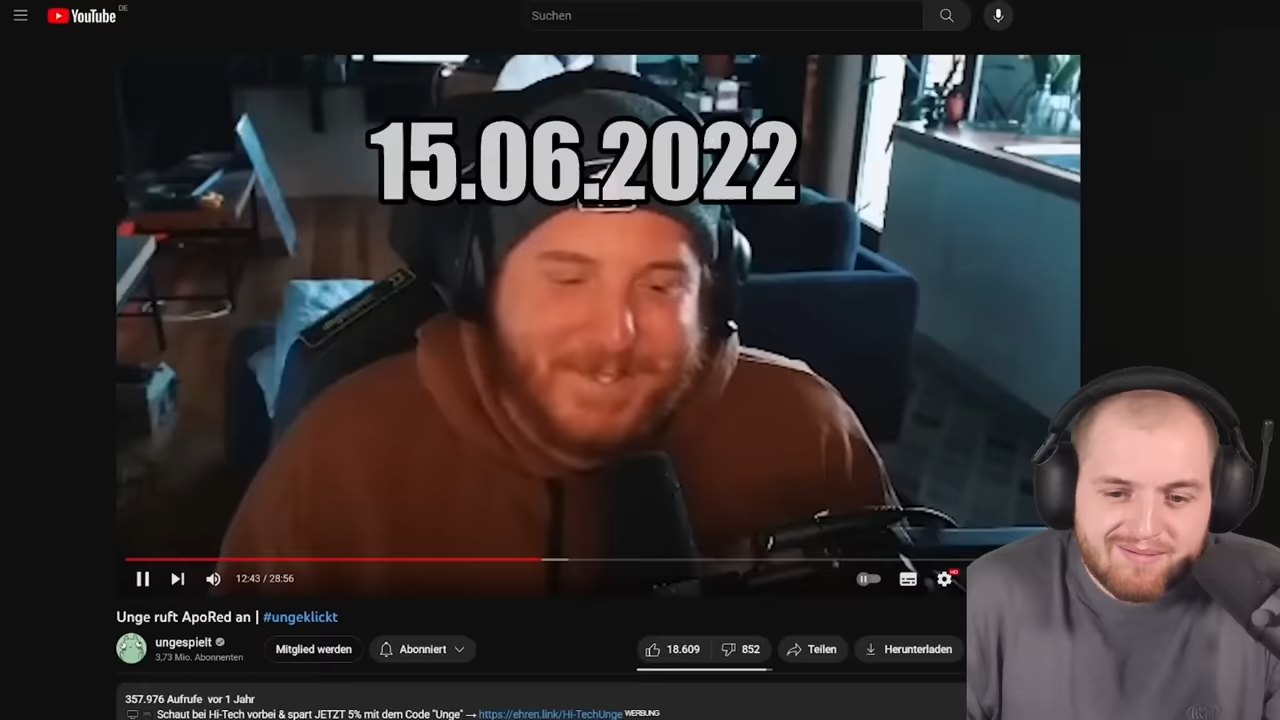 YouTube DE
Suchen
15.06.2022
12:43 / 28:56
HD
Unge ruft ApoRed an | #ungeklickt
ungespielt
3,73 Mio. Abonnenten
Mitglied werden
Abonniert
18.609
852
Teilen
Herunterladen
357.976 Aufrufe vor 1 Jahr
Schaut bei Hi-Tech vorbei & spart JETZT 5% mit dem Code "Unge" → https://ehren.link/Hi-TechUnge WERBUNG